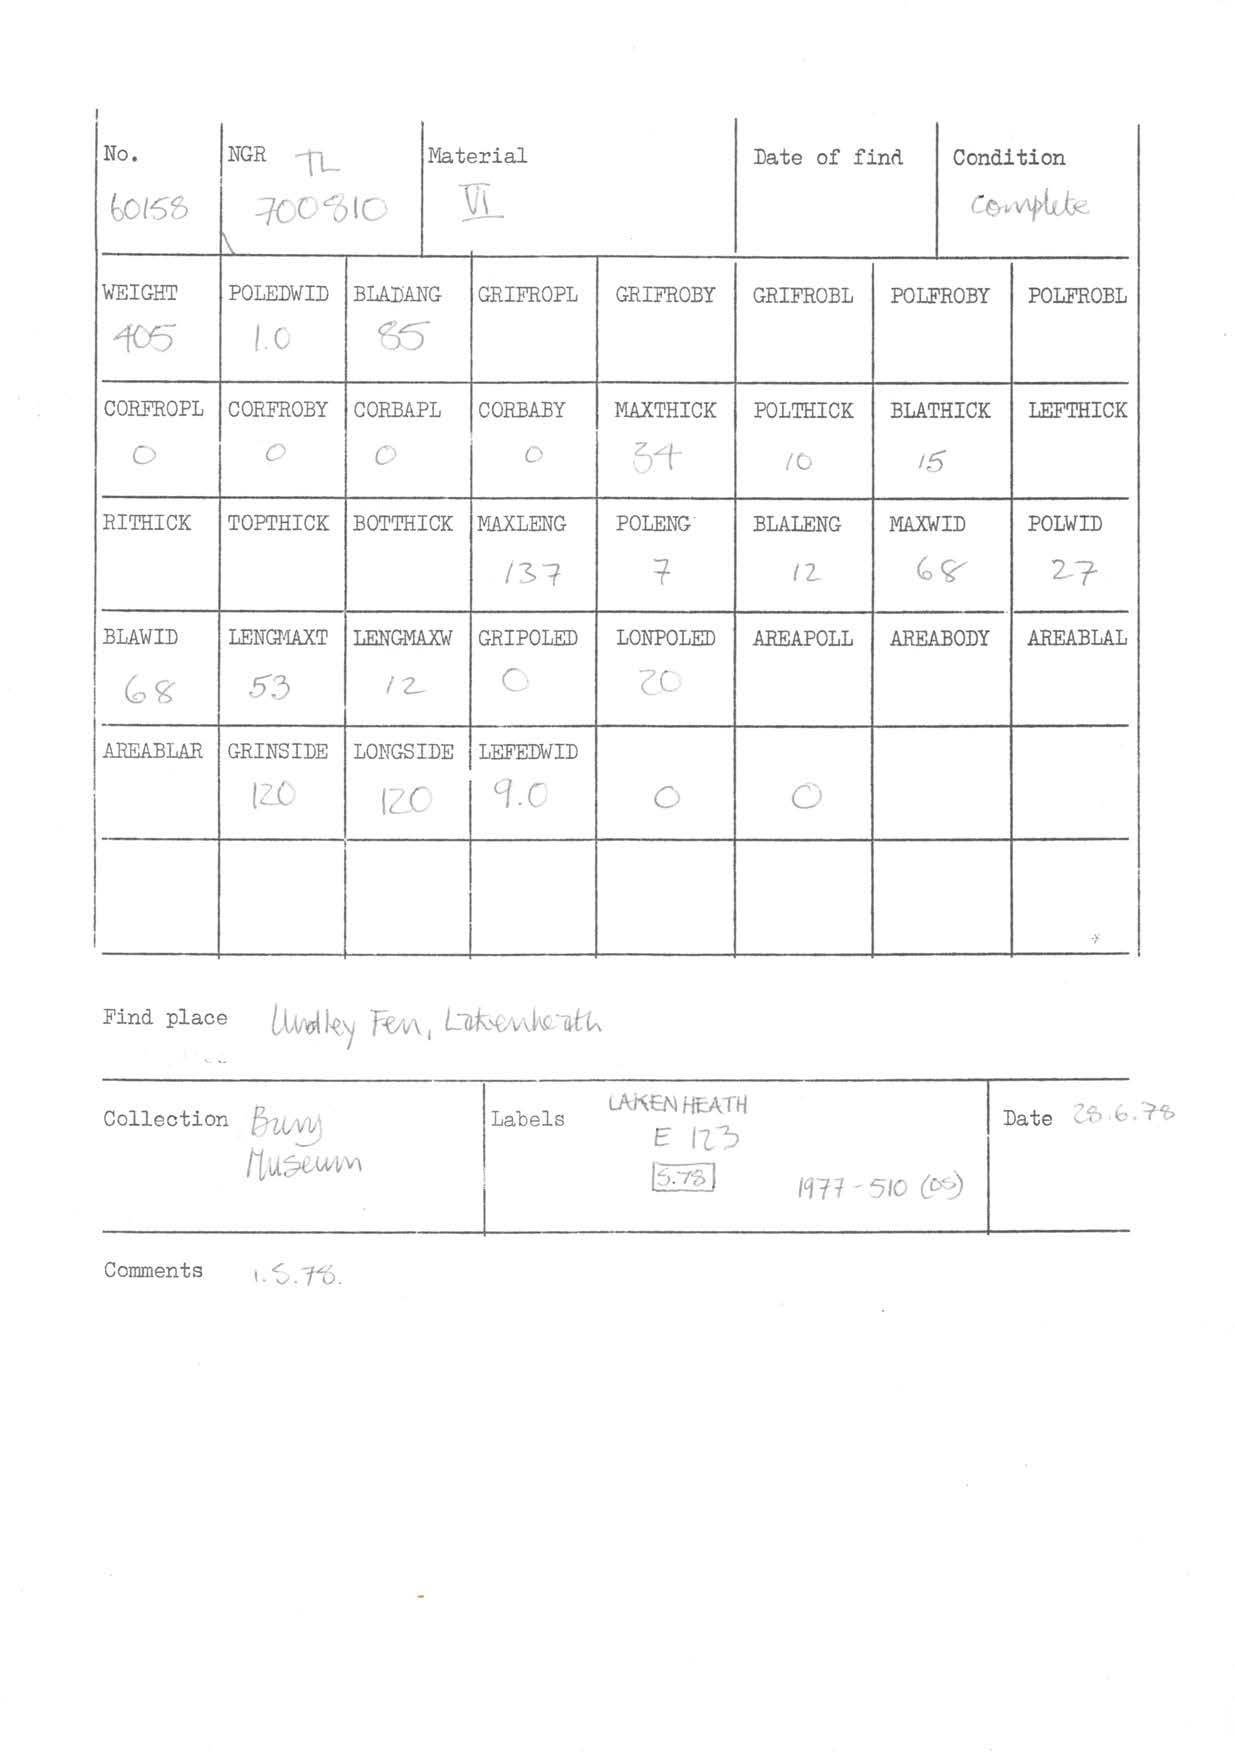 No. NGR TL Material Date of find Condition
60158 700810 VI Complete
WEIGHT POLEDWID BLADANG GRIFROPL GRIFROBY GRIFROBL POLFROBY POLFROBL
405 1.0 85
CORFROPL CORFROBY CORBAPL CORBABY MAXTHICK POLTHICK BLATHICK LEFTHICK
0 0 0 0 34 10 15
RITHICK TOPTHICK BOTTHICK MAXLENG POLENG BLALENG MAXWID POLWID
137 7 12 68 27
BLAWID LENGMAXT LENGMAXW GRIPOLED LONPOLED AREAPOLL AREABODY AREABLAL
68 53 12 0 20
AREABLAR GRINSIDE LONGSIDE LEFEDWID
120 120 9.0 0 0
Find place Undley Fen, Lakenheath
Collection Bury Labels LAKENHEATH Date 28.6.78
Museum E 123
S.78 1977-510 (OS)
Comments 1.S.78.